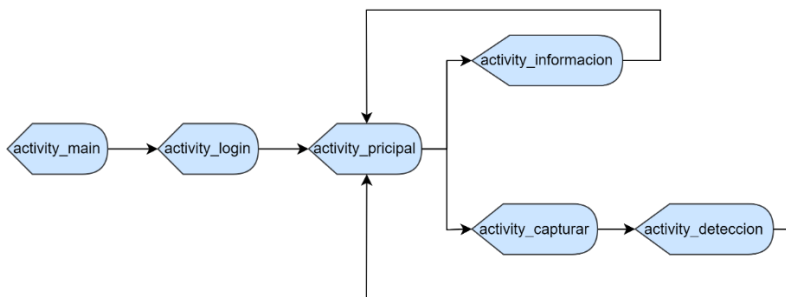 activity_informacion
activity_main
activity_login
activity_pricipal
activity_capturar
activity_deteccion